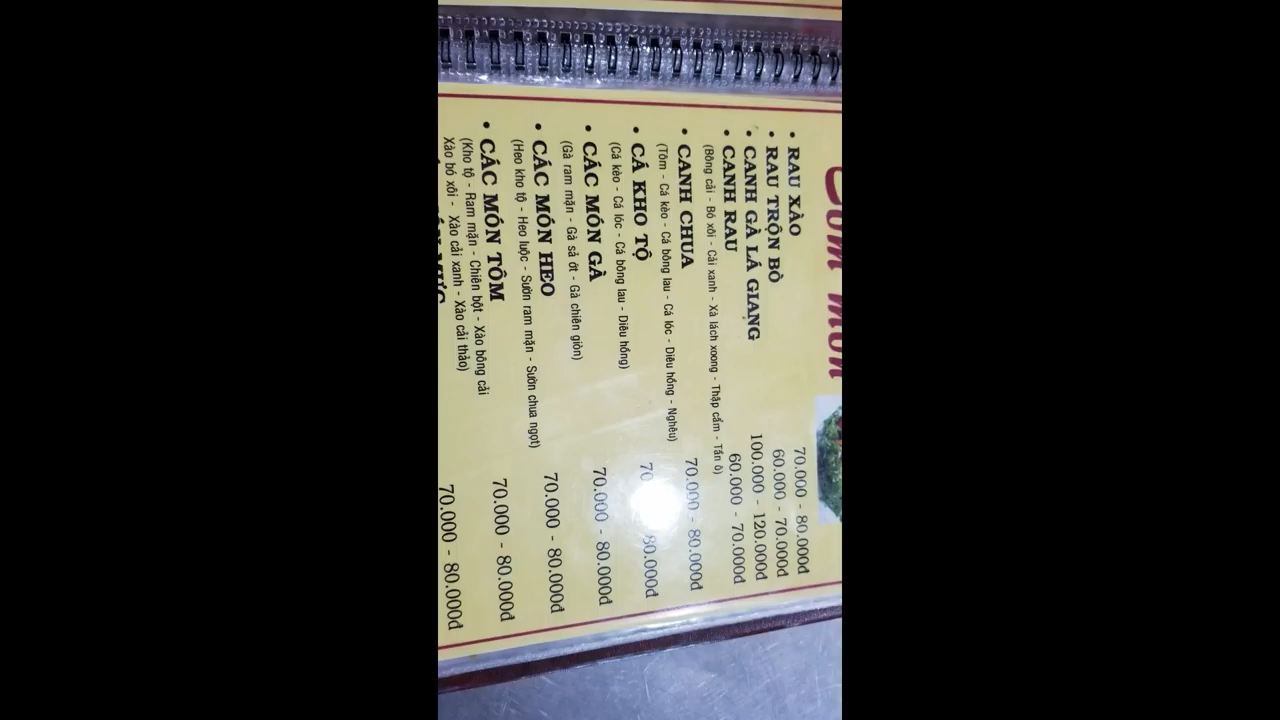 Cơm món
• RAU XÀO 70.000 - 80.000đ
• RAU TRỘN BÒ 60.000 - 70.000đ
• CANH GÀ LÁ GIANG 100.000 - 120.000đ
• CANH RAU 60.000 - 70.000đ
(Bông cải - Bó xôi - Cải xanh - Xà lách xoong - Thập cẩm - Tần ô)
• CANH CHUA 70.000 - 80.000đ
(Tôm - Cá kèo - Cá bông lau - Cá lóc - Diêu hồng - Nghêu)
• CÁ KHO TỘ 70 80.000đ
(Cá kèo - Cá lóc - Cá bông lau - Diêu hồng)
• CÁC MÓN GÀ 70.000 - 80.000đ
(Gà ram mặn - Gà sả ớt - Gà chiên giòn)
• CÁC MÓN HEO 70.000 - 80.000đ
(Heo kho tộ - Heo luộc - Sườn ram mặn - Sườn chua ngọt)
• CÁC MÓN TÔM 70.000 - 80.000đ
(Kho tộ - Ram mặn - Chiên bột - Xào bông cải
Xào bó xôi - Xào cải xanh - Xào cải thảo)
70.000 - 80.000đ